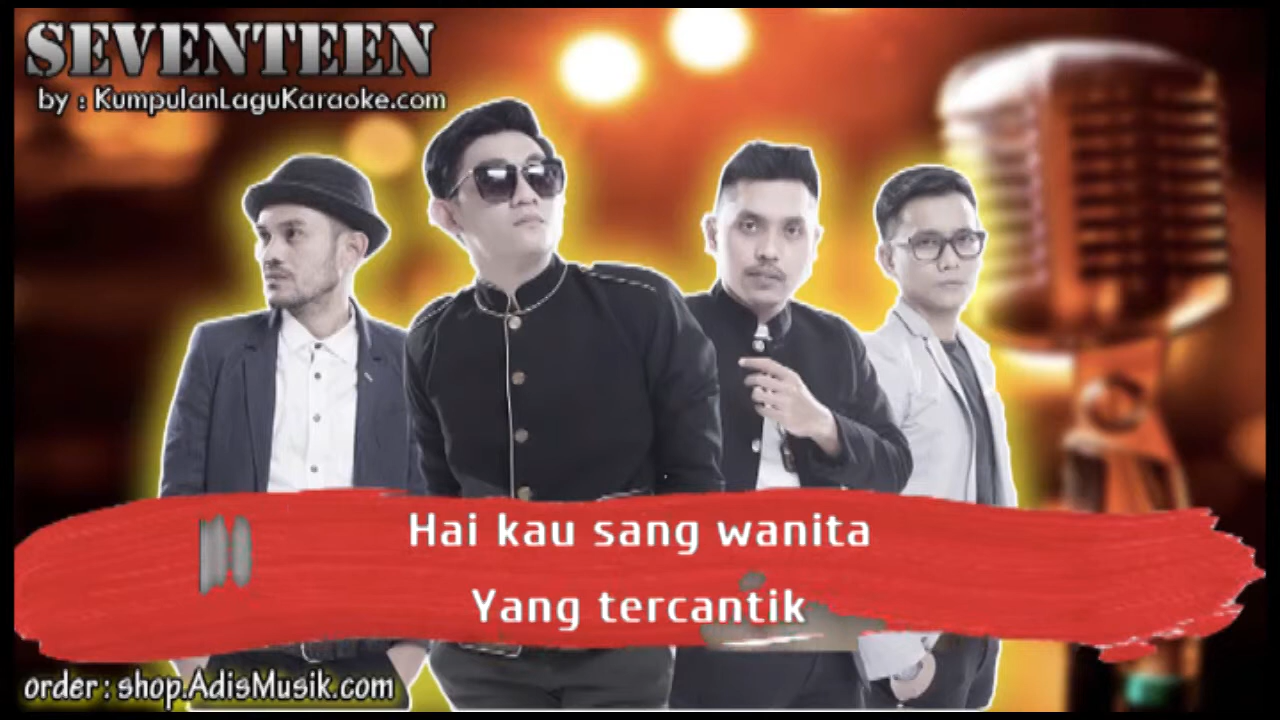 SEVENTEEN
by : KumpulanLaguKaraoke.com
Hai kau sang wanita
Yang tercantik
order : shop.AdisMusik.com